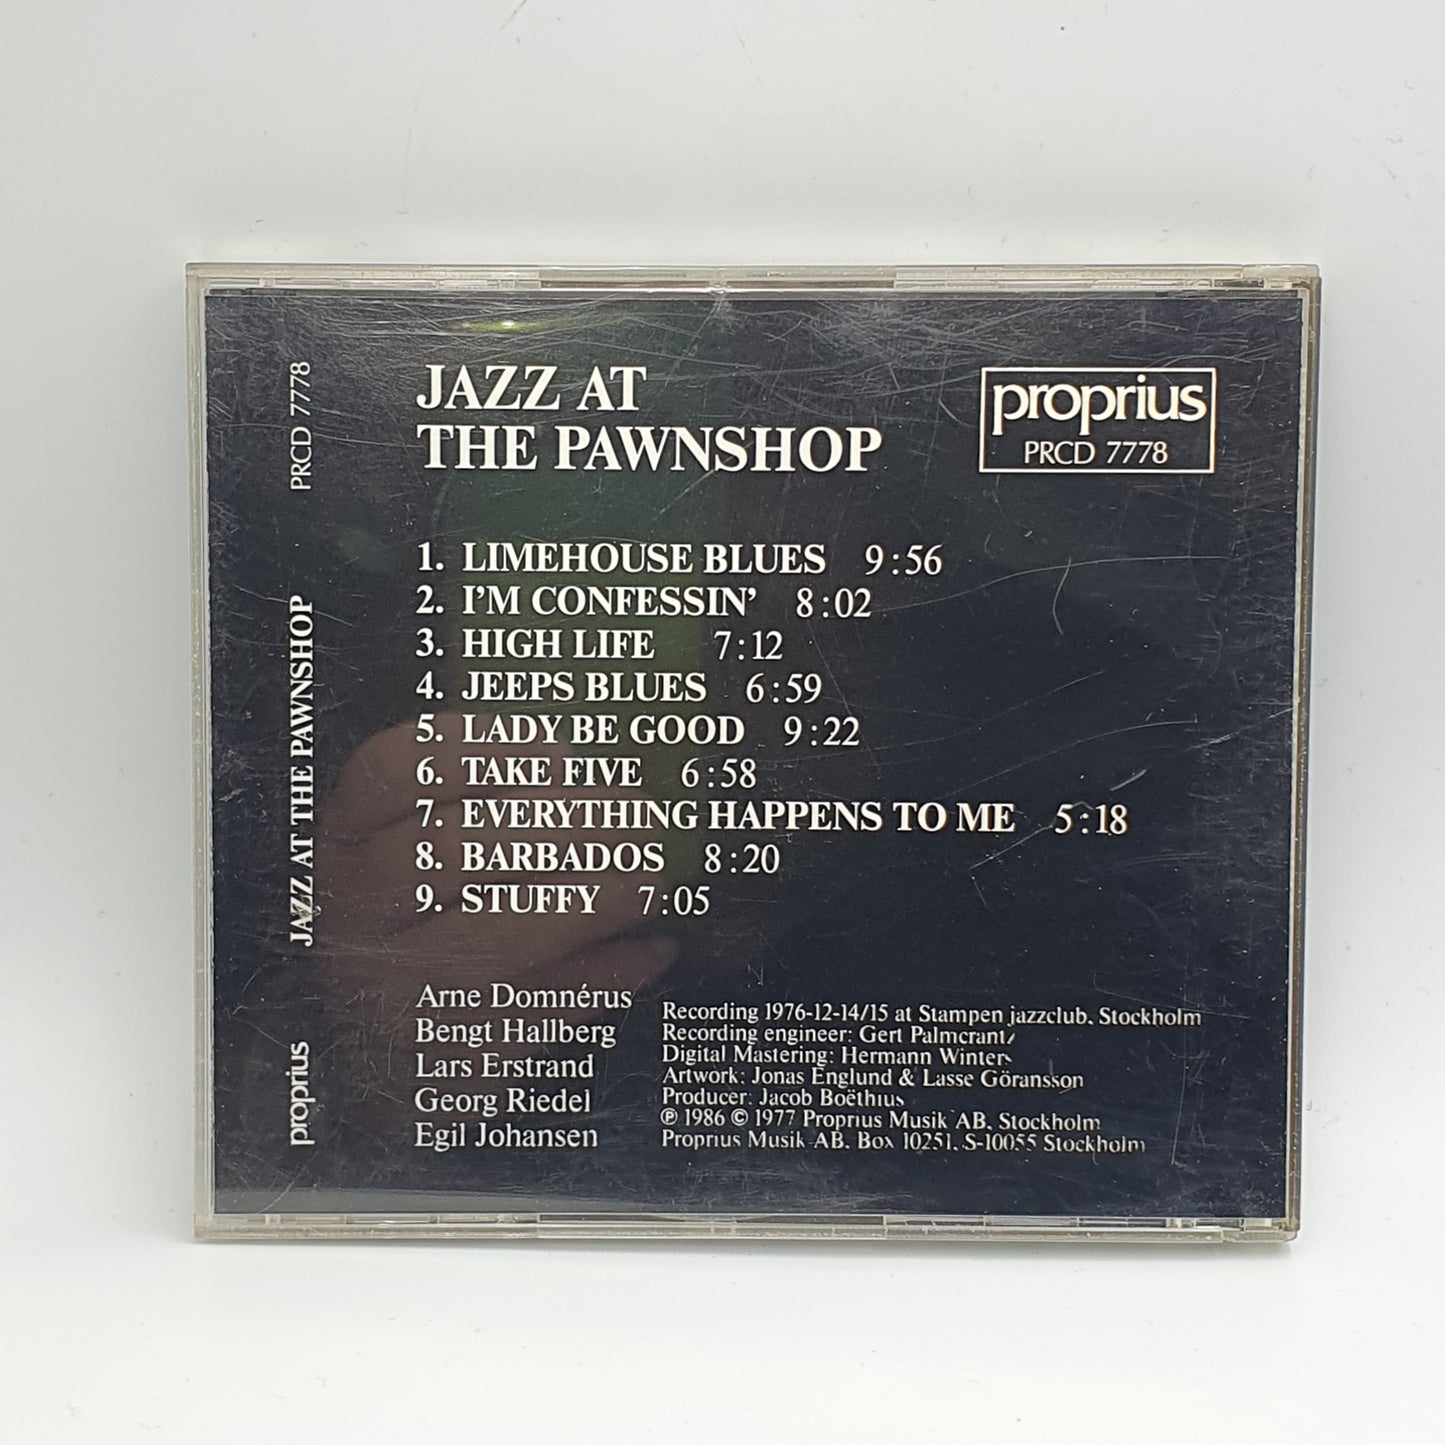 PRCD 7778
JAZZ AT THE PAWNSHOP
proprius
JAZZ AT
THE PAWNSHOP
proprius
PRCD 7778
1. LIMEHOUSE BLUES 9:56
2. I'M CONFESSIN' 8:02
3. HIGH LIFE 7:12
4. JEEPS BLUES 6:59
5. LADY BE GOOD 9:22
6. TAKE FIVE 6:58
7. EVERYTHING HAPPENS TO ME 5:18
8. BARBADOS 8:20
9. STUFFY 7:05
Arne Domnérus
Bengt Hallberg
Lars Erstrand
Georg Riedel
Egil Johansen
Recording 1976-12-14/15 at Stampen jazzclub, Stockholm
Recording engineer: Gert Palmcrantz
Digital Mastering: Hermann Winters
Artwork: Jonas Englund & Lasse Göransson
Producer: Jacob Boëthius
℗ 1986 © 1977 Proprius Musik AB, Stockholm
Proprius Musik AB, Box 10251, S-10055 Stockholm